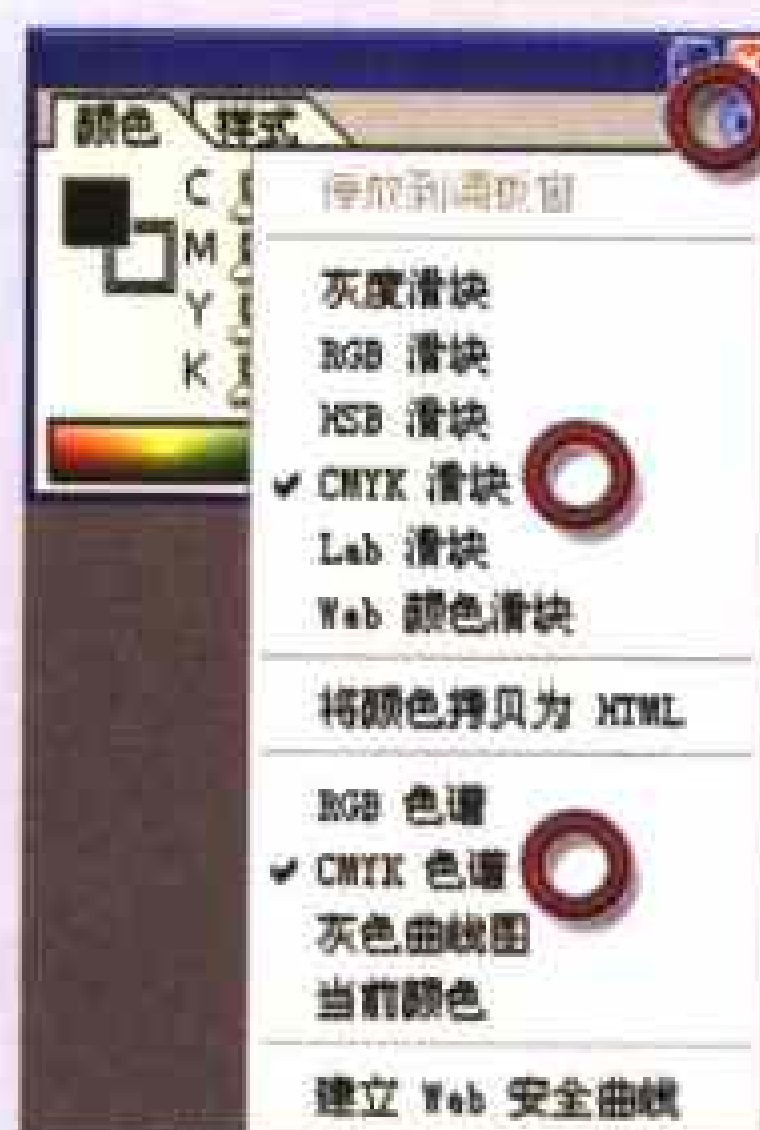 颜色 样式
C
M
Y
K
停放到调板窗
灰度滑块
RGB 滑块
HSB 滑块
CMYK 滑块
Lab 滑块
Web 颜色滑块
将颜色拷贝为 HTML
RGB 色谱
CMYK 色谱
灰色曲线图
当前颜色
建立 Web 安全曲线